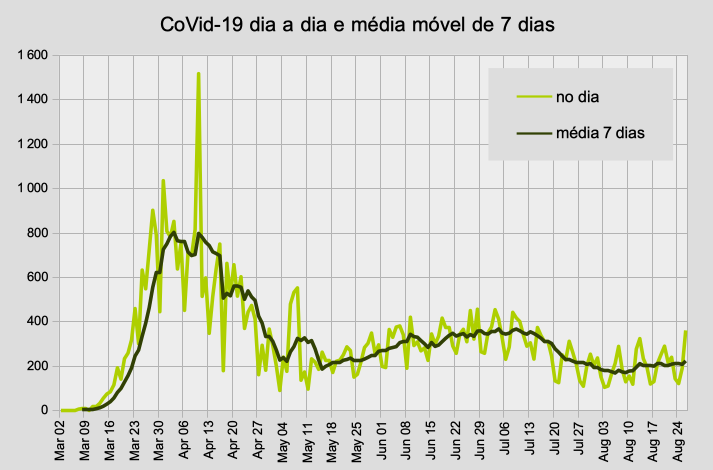 CoVid-19 dia a dia e média móvel de 7 dias
1 600
1 400
1 200
1 000
800
600
400
200
0
no dia
média 7 dias
Mar 02
Mar 09
Mar 16
Mar 23
Mar 30
Apr 06
Apr 13
Apr 20
Apr 27
May 04
May 11
May 18
May 25
Jun 01
Jun 08
Jun 15
Jun 22
Jun 29
Jul 06
Jul 13
Jul 20
Jul 27
Aug 03
Aug 10
Aug 17
Aug 24